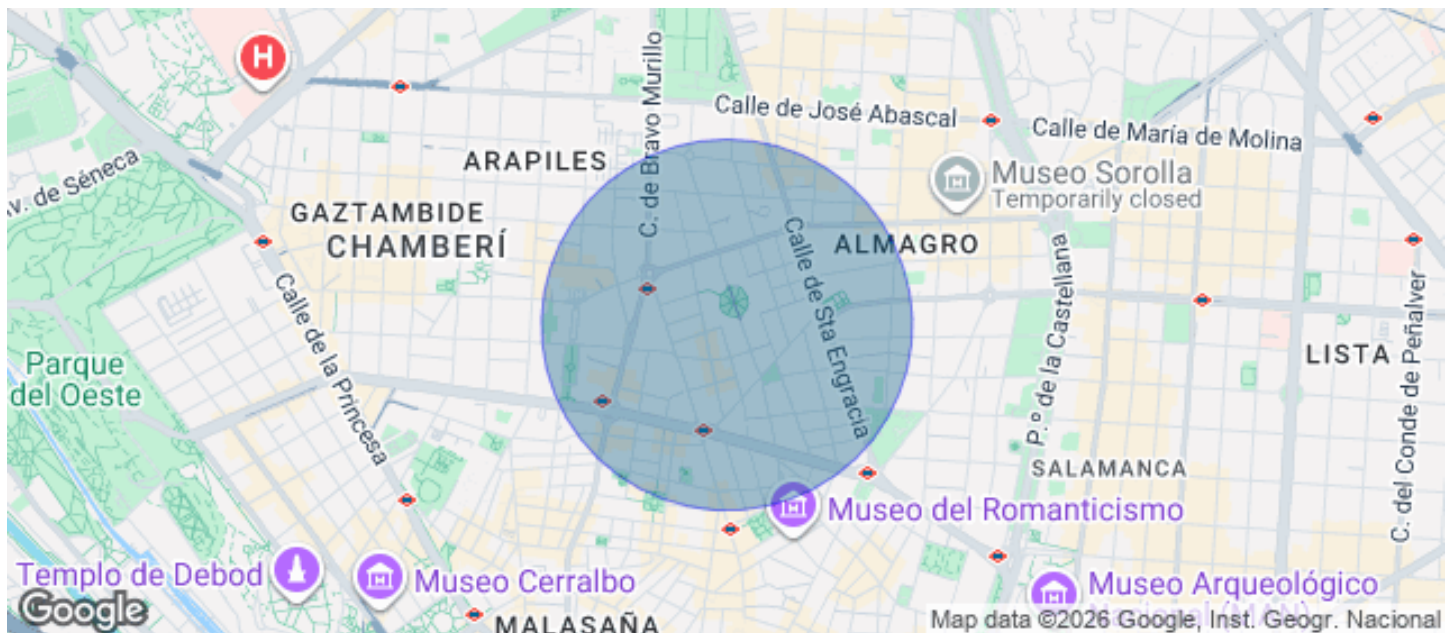 H
C. de Bravo Murillo
Calle de José Abascal
Calle de María de Molina
Av. de Séneca
ARAPILES
Museo Sorolla
Temporarily closed
GAZTAMBIDE
CHAMBERÍ
ALMAGRO
Calle de la Princesa
Calle de Sta Engracia
P.º de la Castellana
C. del Conde de Peñalver
LISTA
Parque
del Oeste
SALAMANCA
Museo del Romanticismo
Templo de Debod
Museo Cerralbo
Museo Arqueológico
Nacional (MAN)
MALASAÑA
Google
Map data ©2026 Google, Inst. Geogr. Nacional